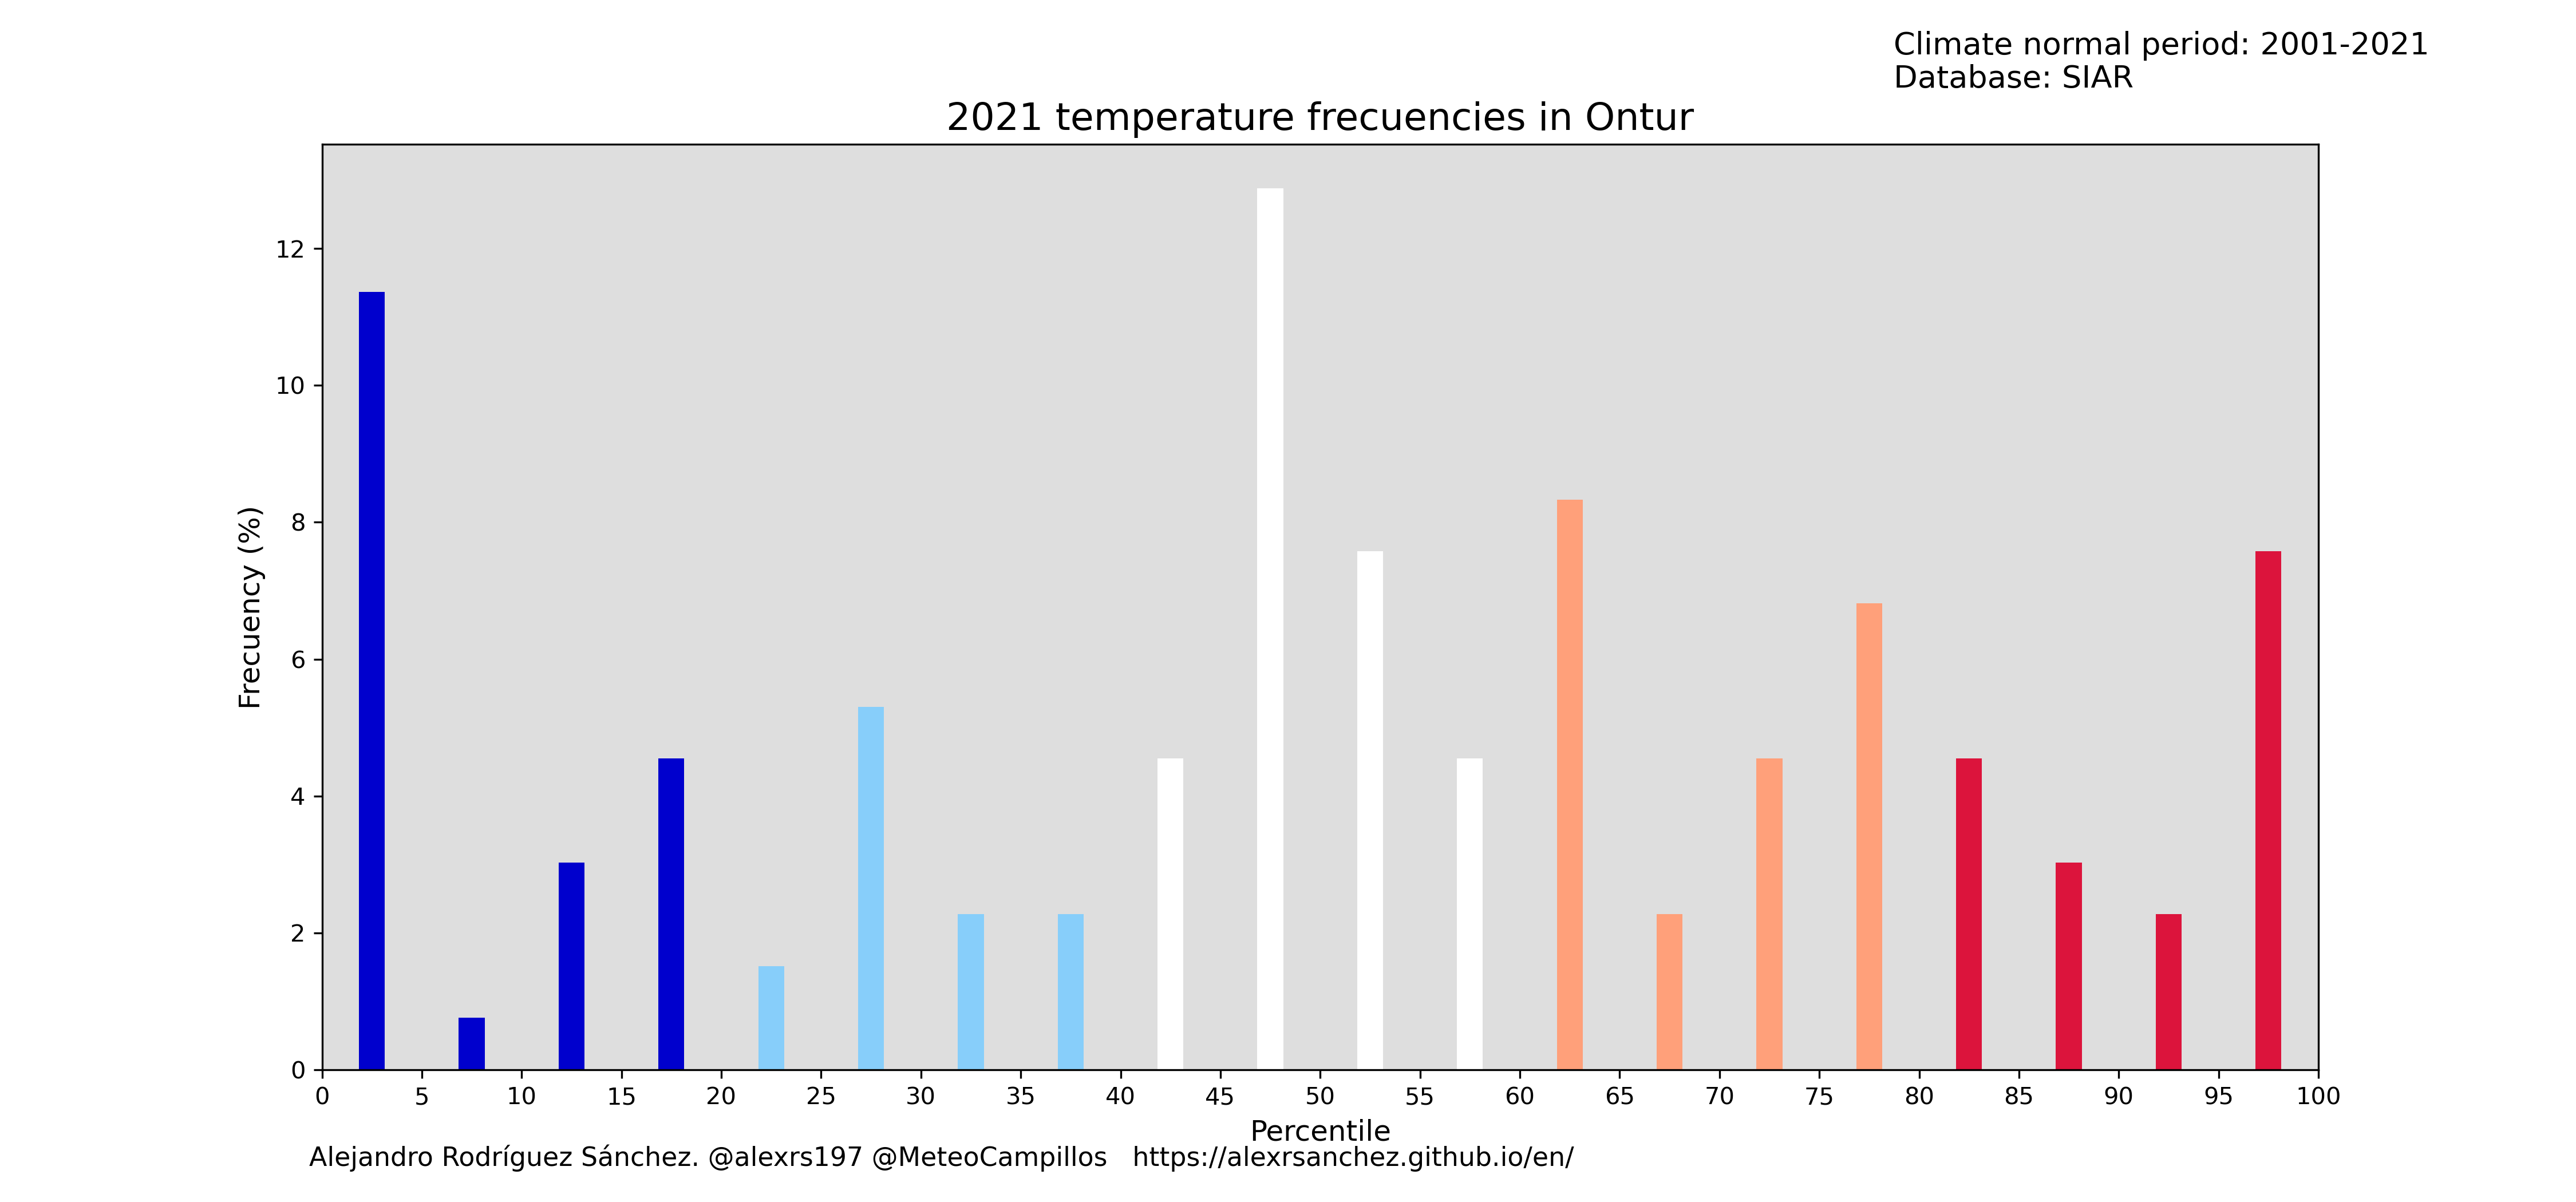 Climate normal period: 2001-2021
Database: SIAR
2021 temperature frecuencies in Ontur
Frecuency (%)
12
10
8
6
4
2
0
0 5 10 15 20 25 30 35 40 45 50 55 60 65 70 75 80 85 90 95 100
Percentile
Alejandro Rodríguez Sánchez. @alexrs197 @MeteoCampillos https://alexrsanchez.github.io/en/